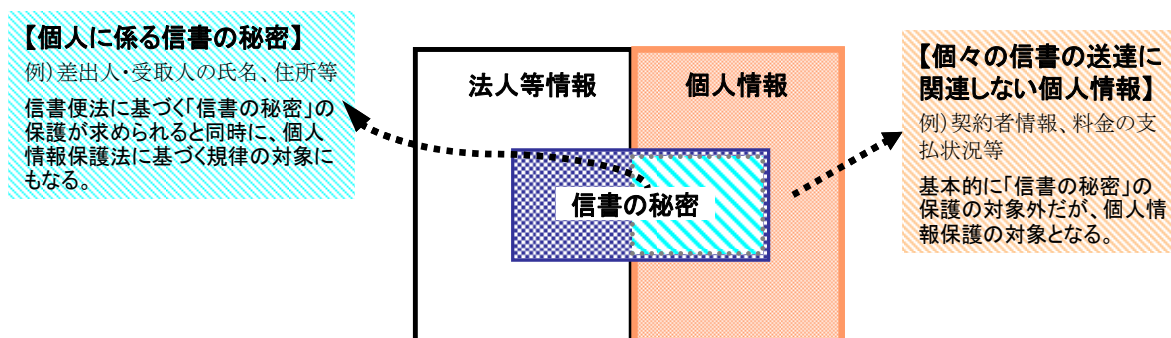 【個人に係る信書の秘密】
例）差出人・受取人の氏名、住所等
信書便法に基づく「信書の秘密」の
保護が求められると同時に、個人
情報保護法に基づく規律の対象に
もなる。
法人等情報
個人情報
信書の秘密
【個々の信書の送達に
関連しない個人情報】
例）契約者情報、料金の支
払状況等
基本的に「信書の秘密」の
保護の対象外だが、個人情
報保護の対象となる。